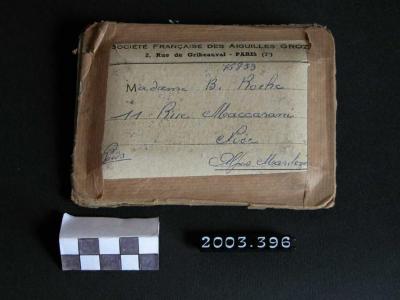 SOCIÉTÉ FRANÇAISE DES AIGUILLES GROZ
2, Rue de Gribeauval - PARIS (7e)
Madame B. Roche
11 Rue Maccarani
Nice
Alpes Maritimes
2003.396